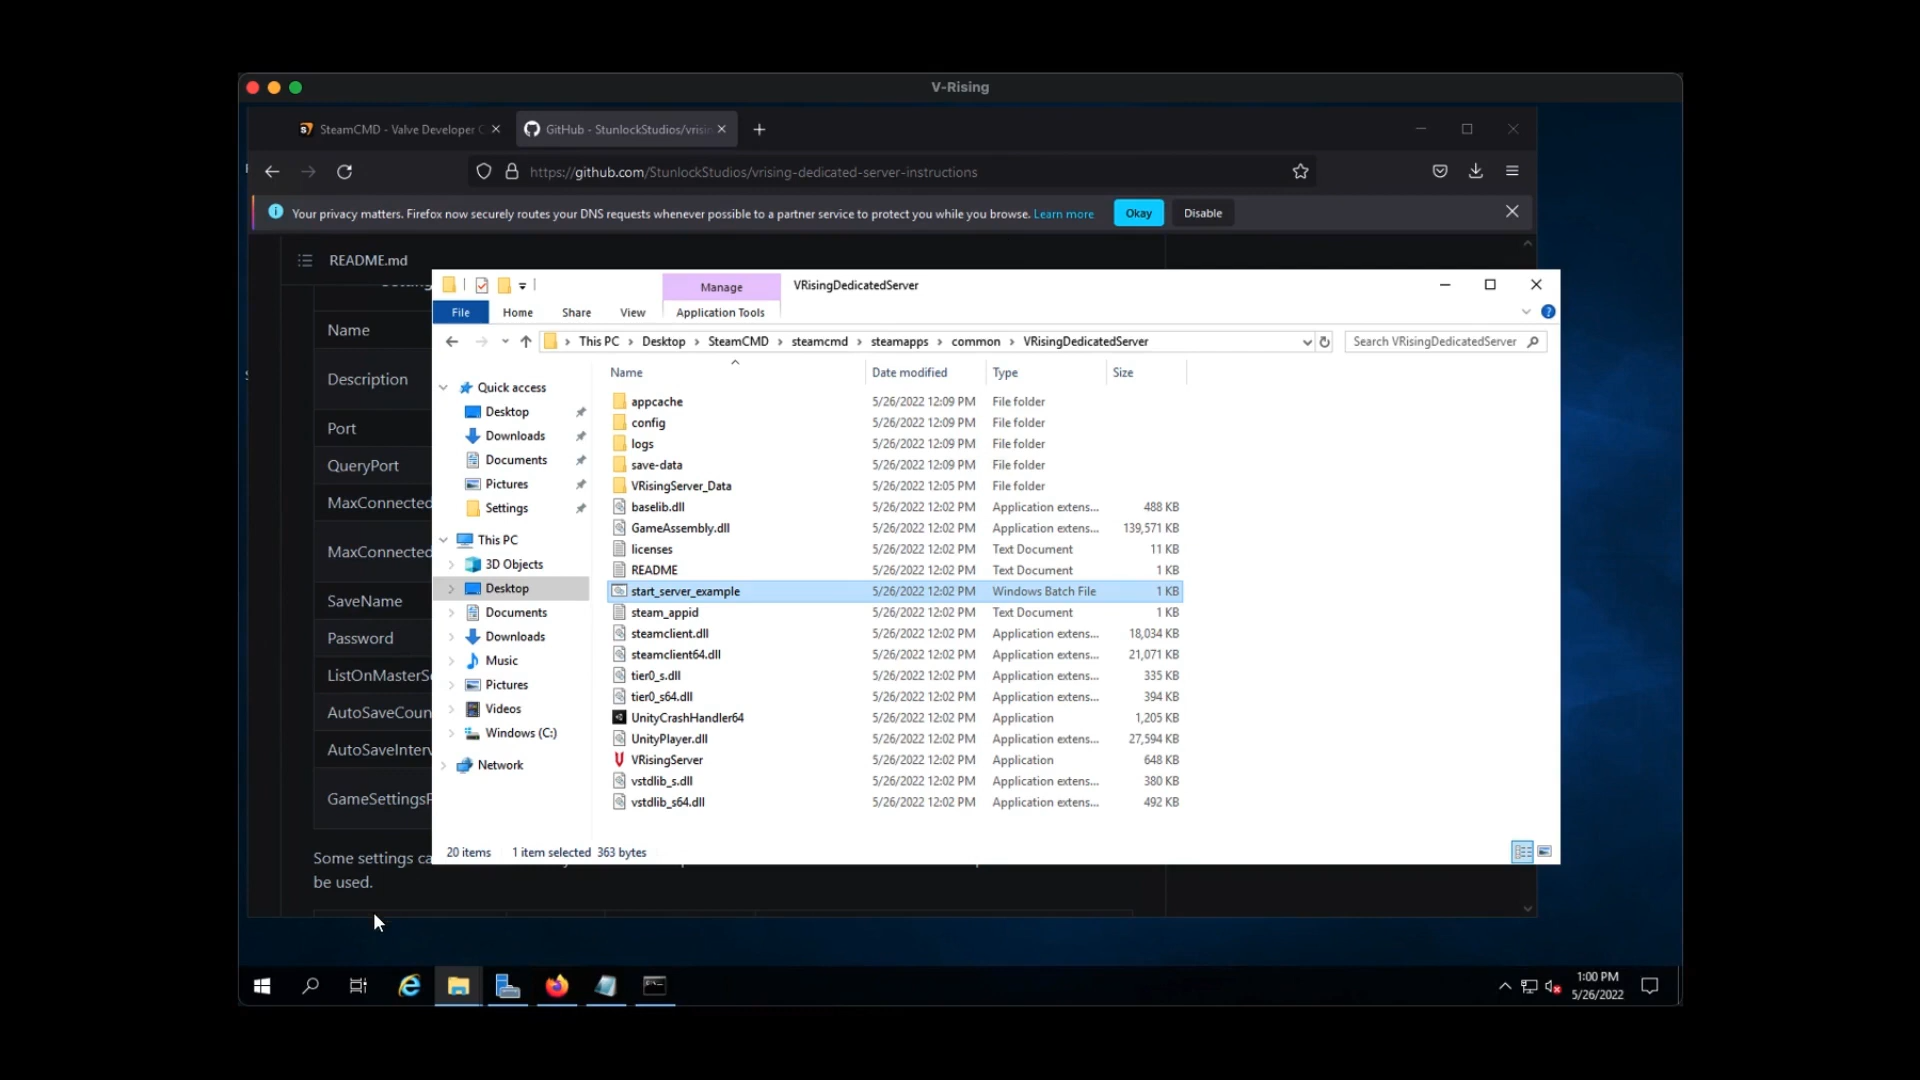 V-Rising
SteamCMD - Valve Developer C
GitHub - StunlockStudios/vrisin
https://github.com/StunlockStudios/vrising-dedicated-server-instructions
Your privacy matters. Firefox now securely routes your DNS requests whenever possible to a partner service to protect you while you browse. Learn more
Okay
Disable
README.md
Name
Description
Port
QueryPort
MaxConnected
MaxConnected
SaveName
Password
ListOnMasterSe
AutoSaveCoun
AutoSaveInterv
GameSettingsP
Some settings ca
be used.
Manage
VRisingDedicatedServer
File
Home
Share
View
Application Tools
This PC
Desktop
SteamCMD
steamcmd
steamapps
common
VRisingDedicatedServer
Search VRisingDedicatedServer
Quick access
Desktop
Downloads
Documents
Pictures
Settings
This PC
3D Objects
Desktop
Documents
Downloads
Music
Pictures
Videos
Windows (C:)
Network
Name Date modified Type Size
appcache 5/26/2022 12:09 PM File folder
config 5/26/2022 12:09 PM File folder
logs 5/26/2022 12:09 PM File folder
save-data 5/26/2022 12:09 PM File folder
VRisingServer_Data 5/26/2022 12:05 PM File folder
baselib.dll 5/26/2022 12:02 PM Application extens... 488 KB
GameAssembly.dll 5/26/2022 12:02 PM Application extens... 139,571 KB
licenses 5/26/2022 12:02 PM Text Document 11 KB
README 5/26/2022 12:02 PM Text Document 1 KB
start_server_example 5/26/2022 12:02 PM Windows Batch File 1 KB
steam_appid 5/26/2022 12:02 PM Text Document 1 KB
steamclient.dll 5/26/2022 12:02 PM Application extens... 18,034 KB
steamclient64.dll 5/26/2022 12:02 PM Application extens... 21,071 KB
tier0_s.dll 5/26/2022 12:02 PM Application extens... 335 KB
tier0_s64.dll 5/26/2022 12:02 PM Application extens... 394 KB
UnityCrashHandler64 5/26/2022 12:02 PM Application 1,205 KB
UnityPlayer.dll 5/26/2022 12:02 PM Application extens... 27,594 KB
VRisingServer 5/26/2022 12:02 PM Application 648 KB
vstdlib_s.dll 5/26/2022 12:02 PM Application extens... 380 KB
vstdlib_s64.dll 5/26/2022 12:02 PM Application extens... 492 KB
20 items 1 item selected 363 bytes
1:00 PM
5/26/2022